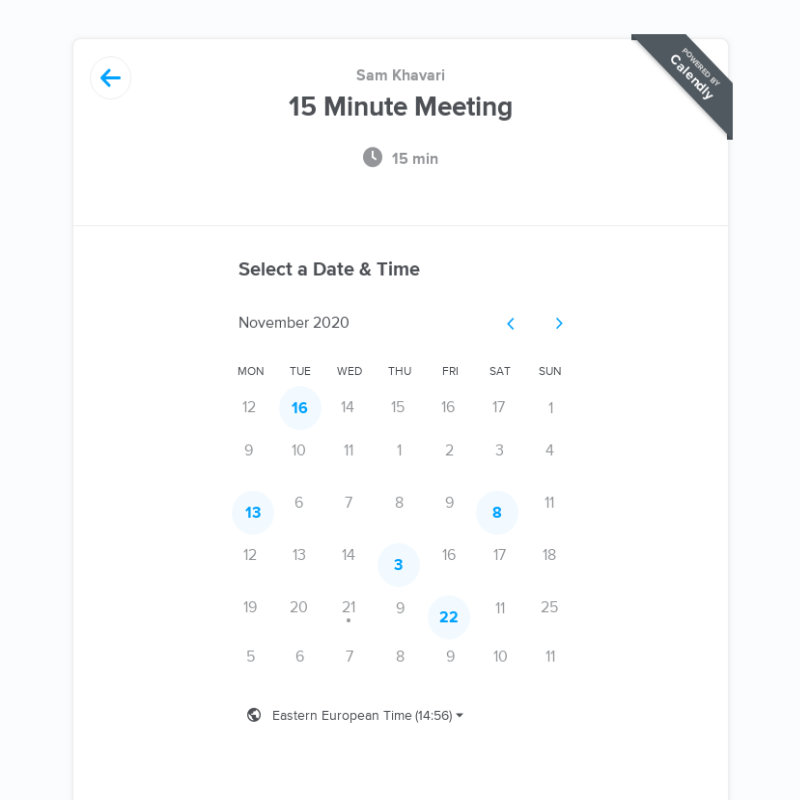 POWERED BY
Calendly
Sam Khavari
15 Minute Meeting
15 min
Select a Date & Time
November 2020
MON TUE WED THU FRI SAT SUN
12 16 14 15 16 17 1
9 10 11 1 2 3 4
13 6 7 8 9 8 11
12 13 14 3 16 17 18
19 20 21 9 22 11 25
5 6 7 8 9 10 11
Eastern European Time (14:56)